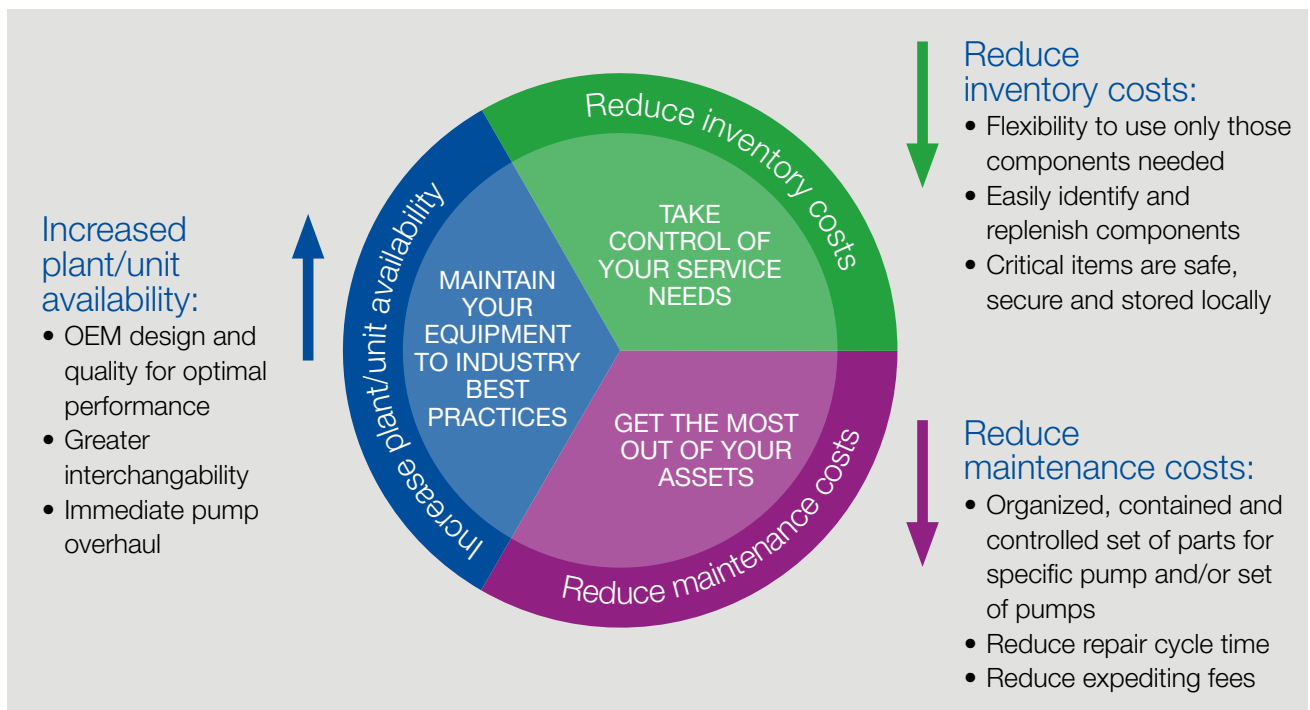 Increased
plant/unit
availability:
• OEM design and
quality for optimal
performance
• Greater
interchangability
• Immediate pump
overhaul
Increase plant/unit availability
MAINTAIN
YOUR
EQUIPMENT
TO INDUSTRY
BEST
PRACTICES
Reduce inventory costs
TAKE
CONTROL OF
YOUR SERVICE
NEEDS
GET THE MOST
OUT OF YOUR
ASSETS
Reduce maintenance costs
Reduce
inventory costs:
• Flexibility to use only those
components needed
• Easily identify and
replenish components
• Critical items are safe,
secure and stored locally
Reduce
maintenance costs:
• Organized, contained and
controlled set of parts for
specific pump and/or set
of pumps
• Reduce repair cycle time
• Reduce expediting fees